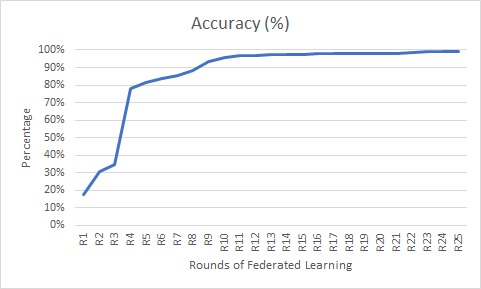 Accuracy (%)
100%
90%
80%
70%
60%
50%
40%
30%
20%
10%
0%
Percentage
R1
R2
R3
R4
R5
R6
R7
R8
R9
R10
R11
R12
R13
R14
R15
R16
R17
R18
R19
R20
R21
R22
R23
R24
R25
Rounds of Federated Learning